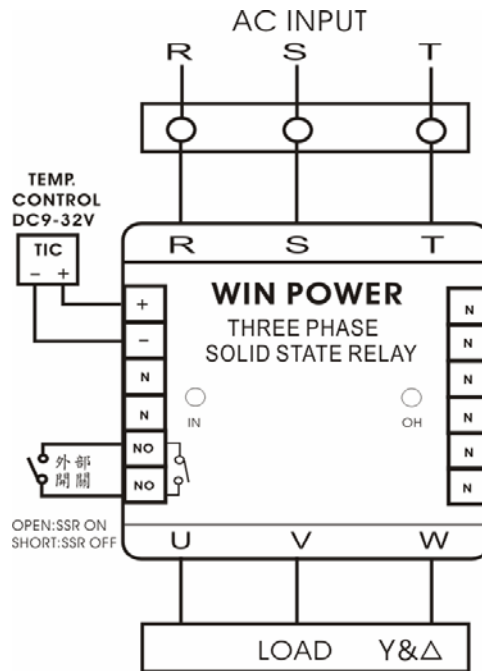 AC INPUT
R S T
TEMP.
CONTROL
DC9-32V
TIC
− +
R S T
WIN POWER
THREE PHASE
SOLID STATE RELAY
+
−
N
N
NO
NO
IN
OH
N
N
N
N
N
N
外部
開關
OPEN:SSR ON
SHORT:SSR OFF
U V W
LOAD Y&△